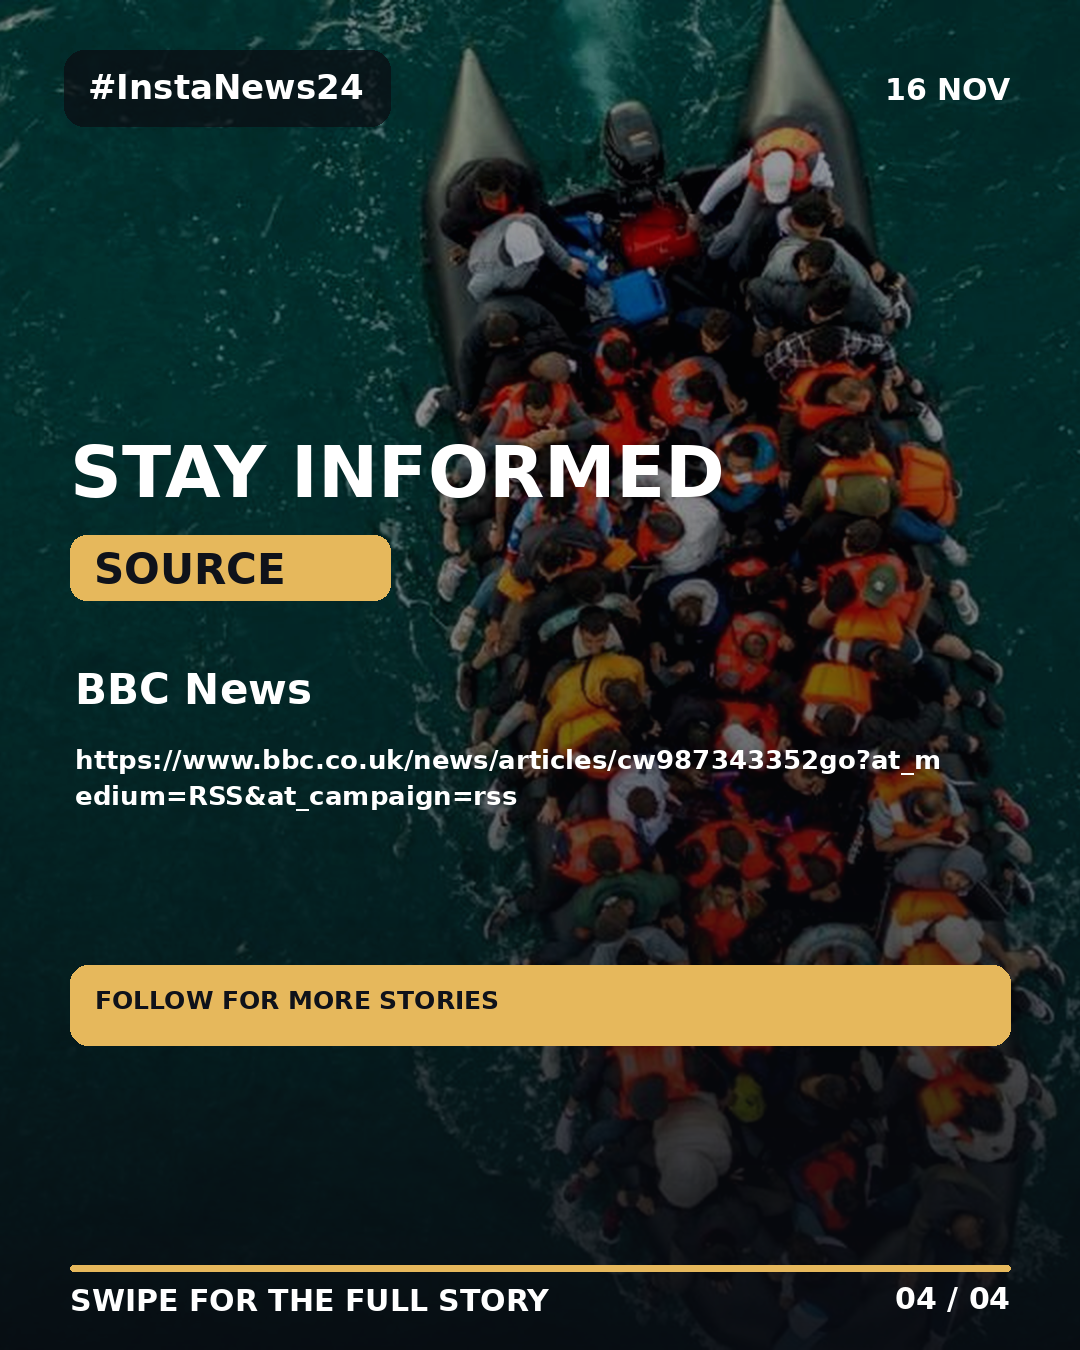 #InstaNews24
16 NOV
STAY INFORMED
SOURCE
BBC News
https://www.bbc.co.uk/news/articles/cw987343352go?at_m
edium=RSS&at_campaign=rss
FOLLOW FOR MORE STORIES
SWIPE FOR THE FULL STORY
04 / 04